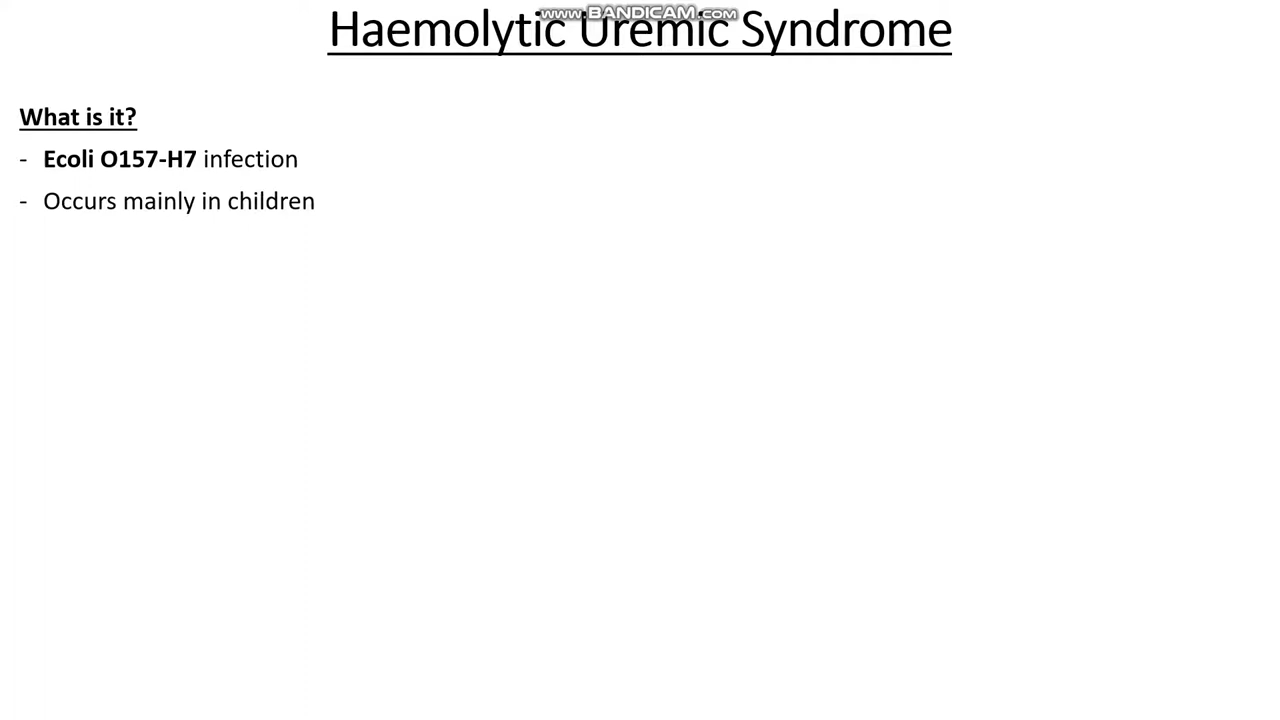 www.BANDICAM.com
Haemolytic Uremic Syndrome
What is it?
- Ecoli O157-H7 infection
- Occurs mainly in children